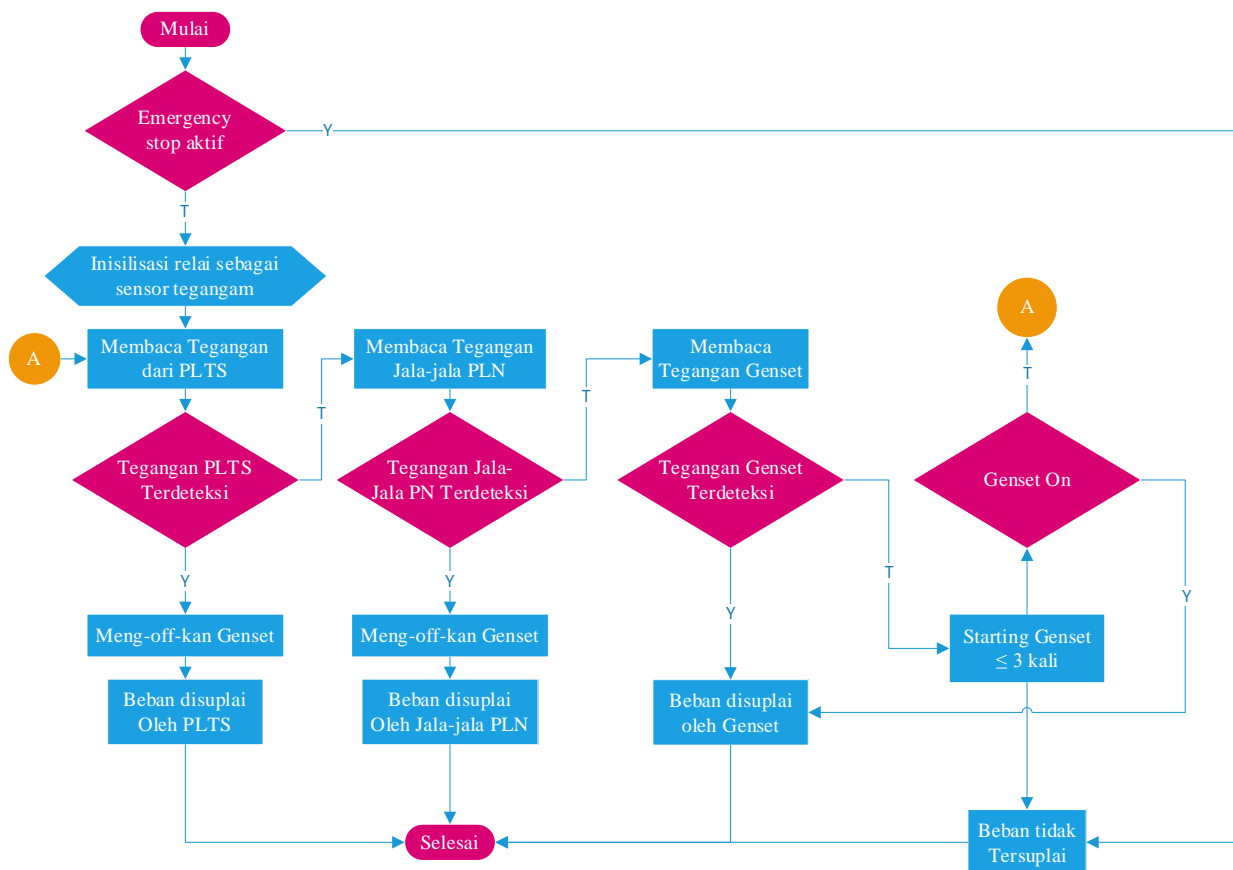 Mulai
Emergency
stop aktif
Y
T
Inisilisasi relai sebagai
sensor tegangam
A
A
Membaca Tegangan
dari PLTS
Membaca Tegangan
Jala-jala PLN
Membaca
Tegangan Genset
T
T
T
Tegangan PLTS
Terdeteksi
Tegangan Jala-
Jala PN Terdeteksi
Tegangan Genset
Terdeteksi
Genset On
Y
Y
Y
T
Y
Meng-off-kan Genset
Meng-off-kan Genset
Starting Genset
≤ 3 kali
Beban disuplai
Oleh PLTS
Beban disuplai
Oleh Jala-jala PLN
Beban disuplai
oleh Genset
Selesai
Beban tidak
Tersuplai